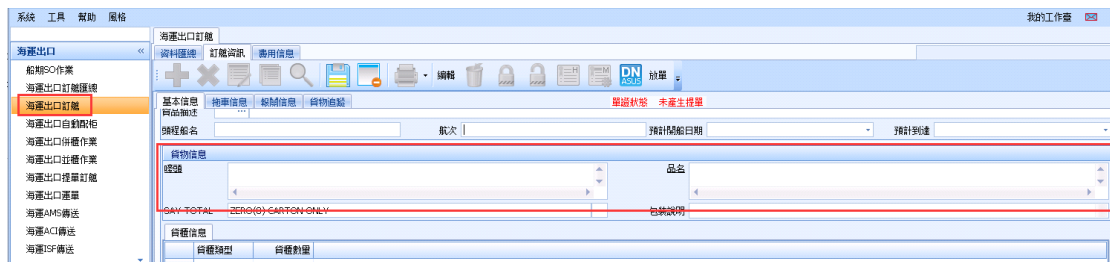 系統 工具 幫助 風格 我的工作臺
海運出口訂艙
海運出口 «
資料匯總 訂艙資訊 費用信息
船期SO作業
海運出口訂艙匯總
海運出口訂艙
海運出口自動配柜
海運出口併櫃作業
海運出口並櫃作業
海運出口提單訂艙
海運出口運單
海運AMS傳送
海運ACI傳送
海運ISF傳送
編輯 DN ASUS 放單
基本信息 拖車信息 報關信息 貨物追蹤 單證狀態 未產生提單
貨品描述 ...
頭程船名 航次 預計開船日期 預計到達
貨物信息
嘜頭 品名
SAY TOTAL ZERO(0) CARTON ONLY 包裝說明
貨櫃信息
貨櫃類型 貨櫃數量